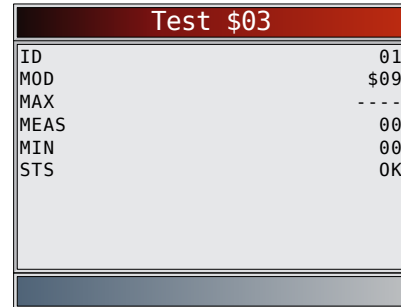 Test $03
ID 01
MOD $09
MAX ----
MEAS 00
MIN 00
STS OK